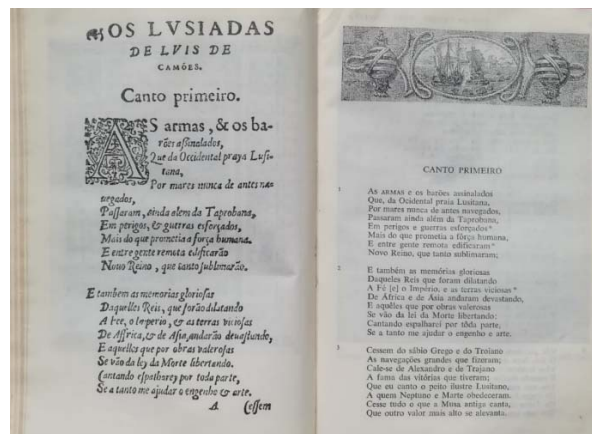 OS LVSIADAS
DE LVIS DE
CAMÕES.
Canto primeiro.
AS armas, & os ba-
rões assinalados,
Que da Occidental praya Lusi-
tana,
Por mares nunca de antes na-
uegados,
Passaram, ainda alem da Taprobana,
Em perigos, & guerras esforçados,
Mais do que prometia a força humana.
E entre gente remota edificarão
Nouo Reino, que tanto sublimarão.
E tambem as memorias gloriosas
Daquelles Reis, que forão dilatando
A Fee, o Imperio, & as terras viciosas
De Affrica, & de Asia, andarão deuastando,
E aquelles que por obras valerosas
Se vão da ley da Morte libertando.
Cantando espalharey por toda parte,
Se a tanto me ajudar o engenho & arte.
A Cessem
CANTO PRIMEIRO
1 AS ARMAS e os barões assinalados
Que, da Ocidental praia Lusitana,
Por mares nunca de antes navegados,
Passaram ainda além da Taprobana,
Em perigos e guerras esforçados*
Mais do que prometia a fôrça humana,
E entre gente remota edificaram*
Novo Reino, que tanto sublimaram;
2 E também as memórias gloriosas
Daqueles Reis que foram dilatando
A Fé [e] o Império, e as terras viciosas*
De África e de Ásia andaram devastando,
E aquêles que por obras valerosas
Se vão da lei da Morte libertando:
Cantando espalharei por tôda parte,
Se a tanto me ajudar o engenho e arte.
3 Cessem do sábio Grego e do Troiano
As navegações grandes que fizeram;
Cale-se de Alexandro e de Trajano
A fama das vitórias que tiveram;
Que eu canto o peito ilustre Lusitano,
A quem Neptuno e Marte obedeceram.
Cesse tudo o que a Musa antiga canta,
Que outro valor mais alto se alevanta.